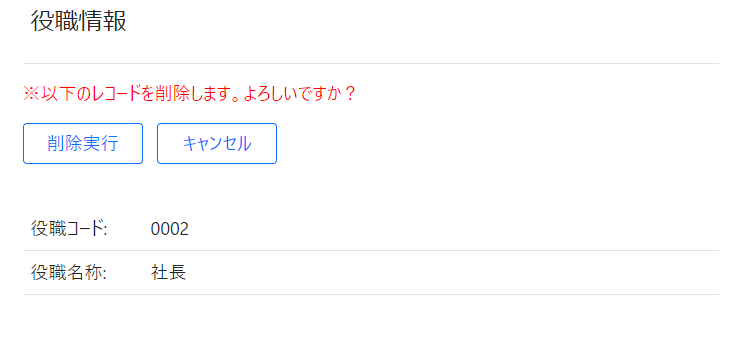 役職情報
※以下のレコードを削除します。よろしいですか？
削除実行 キャンセル
役職コード: 0002
役職名称: 社長